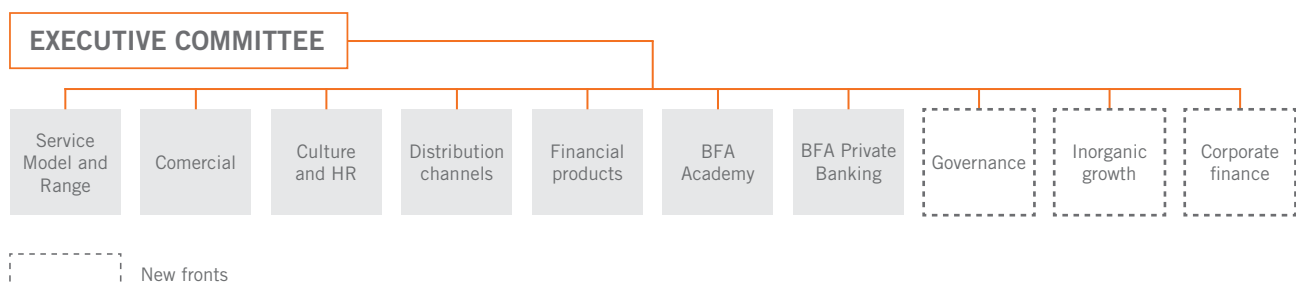 EXECUTIVE COMMITTEE
Service
Model and
Range
Comercial
Culture
and HR
Distribution
channels
Financial
products
BFA
Academy
BFA Private
Banking
Governance
Inorganic
growth
Corporate
finance
New fronts